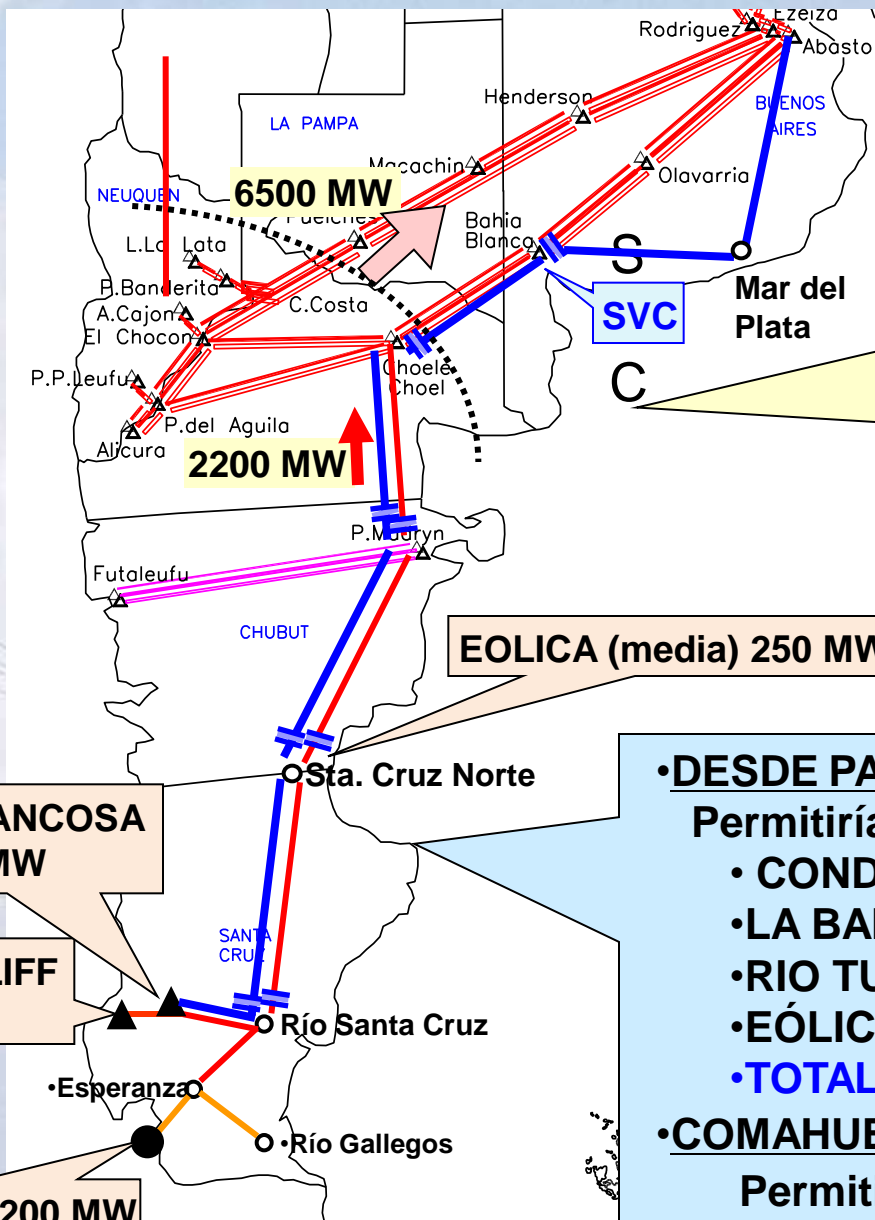 Ezeiza
Rodriguez
Abasto
Henderson
BUENOS
AIRES
LA PAMPA
Macachin
Olavarria
NEUQUEN
6500 MW
Puelches
Bahia
Blanca
L.La Lata
S
P.Banderita
C.Costa
Mar del
Plata
A.Cajon
SVC
El Chocon
Choele
Choel
P.P.Leufu
C
P.del Aguila
Alicura
2200 MW
P.Madryn
Futaleufu
CHUBUT
EOLICA (media) 250 MW
Sta. Cruz Norte
•DESDE PA
Permitiría
• COND
•LA BA
•RIO TU
•EÓLIC
•TOTAL
•COMAHUE
Permit
ANCOSA
MW
SANTA
CRUZ
LIFF
Río Santa Cruz
•Esperanza
•Río Gallegos
200 MW